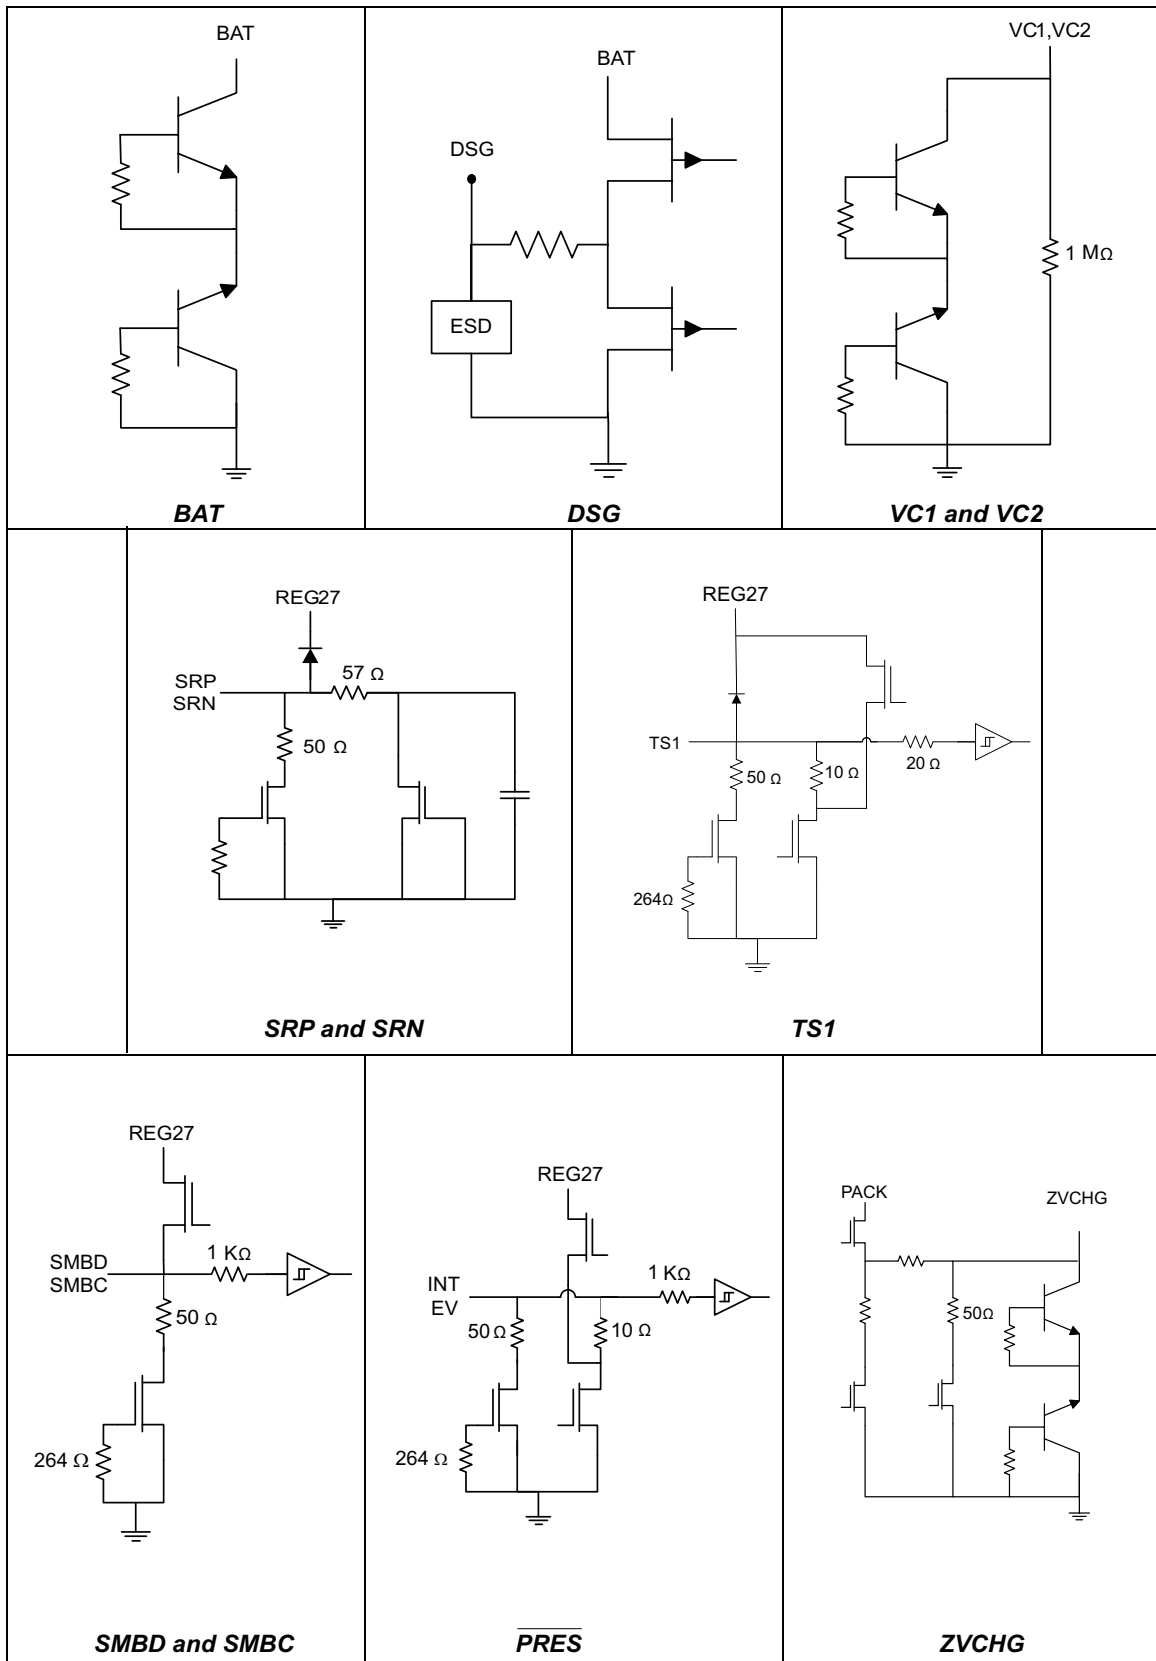 BAT
BAT
DSG
ESD
DSG
VC1,VC2
1 MΩ
VC1 and VC2
BAT
REG27
SRP
SRN
57 Ω
50 Ω
SRP and SRN
REG27
TS1
50 Ω
10 Ω
20 Ω
264Ω
TS1
REG27
SMBD
SMBC
1 KΩ
50 Ω
264 Ω
SMBD and SMBC
REG27
INT
EV
1 KΩ
50 Ω
10 Ω
264 Ω
PRES
PACK
ZVCHG
50Ω
ZVCHG